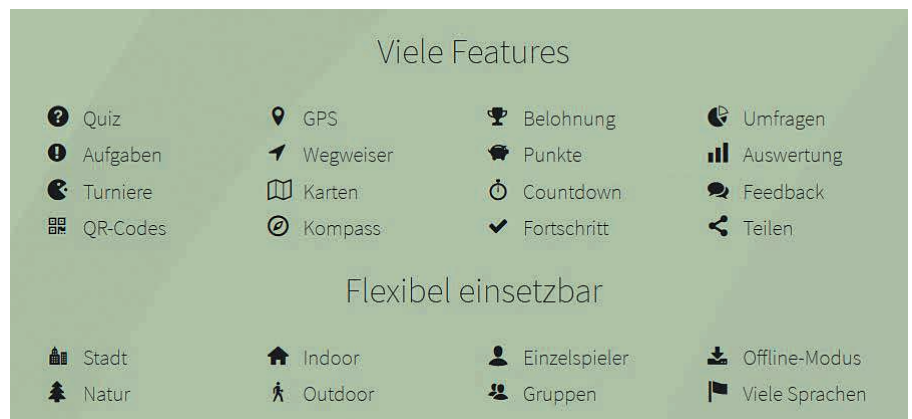 Viele Features
Quiz GPS Belohnung Umfragen
Aufgaben Wegweiser Punkte Auswertung
Turniere Karten Countdown Feedback
QR-Codes Kompass Fortschritt Teilen
Flexibel einsetzbar
Stadt Indoor Einzelspieler Offline-Modus
Natur Outdoor Gruppen Viele Sprachen